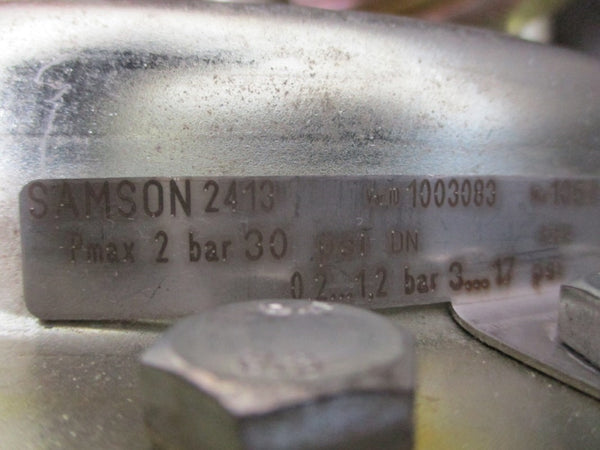 SAMSON 2413 1003083
Pmax 2 bar 30 psi DN
0,2...1,2 bar 3...17 psi